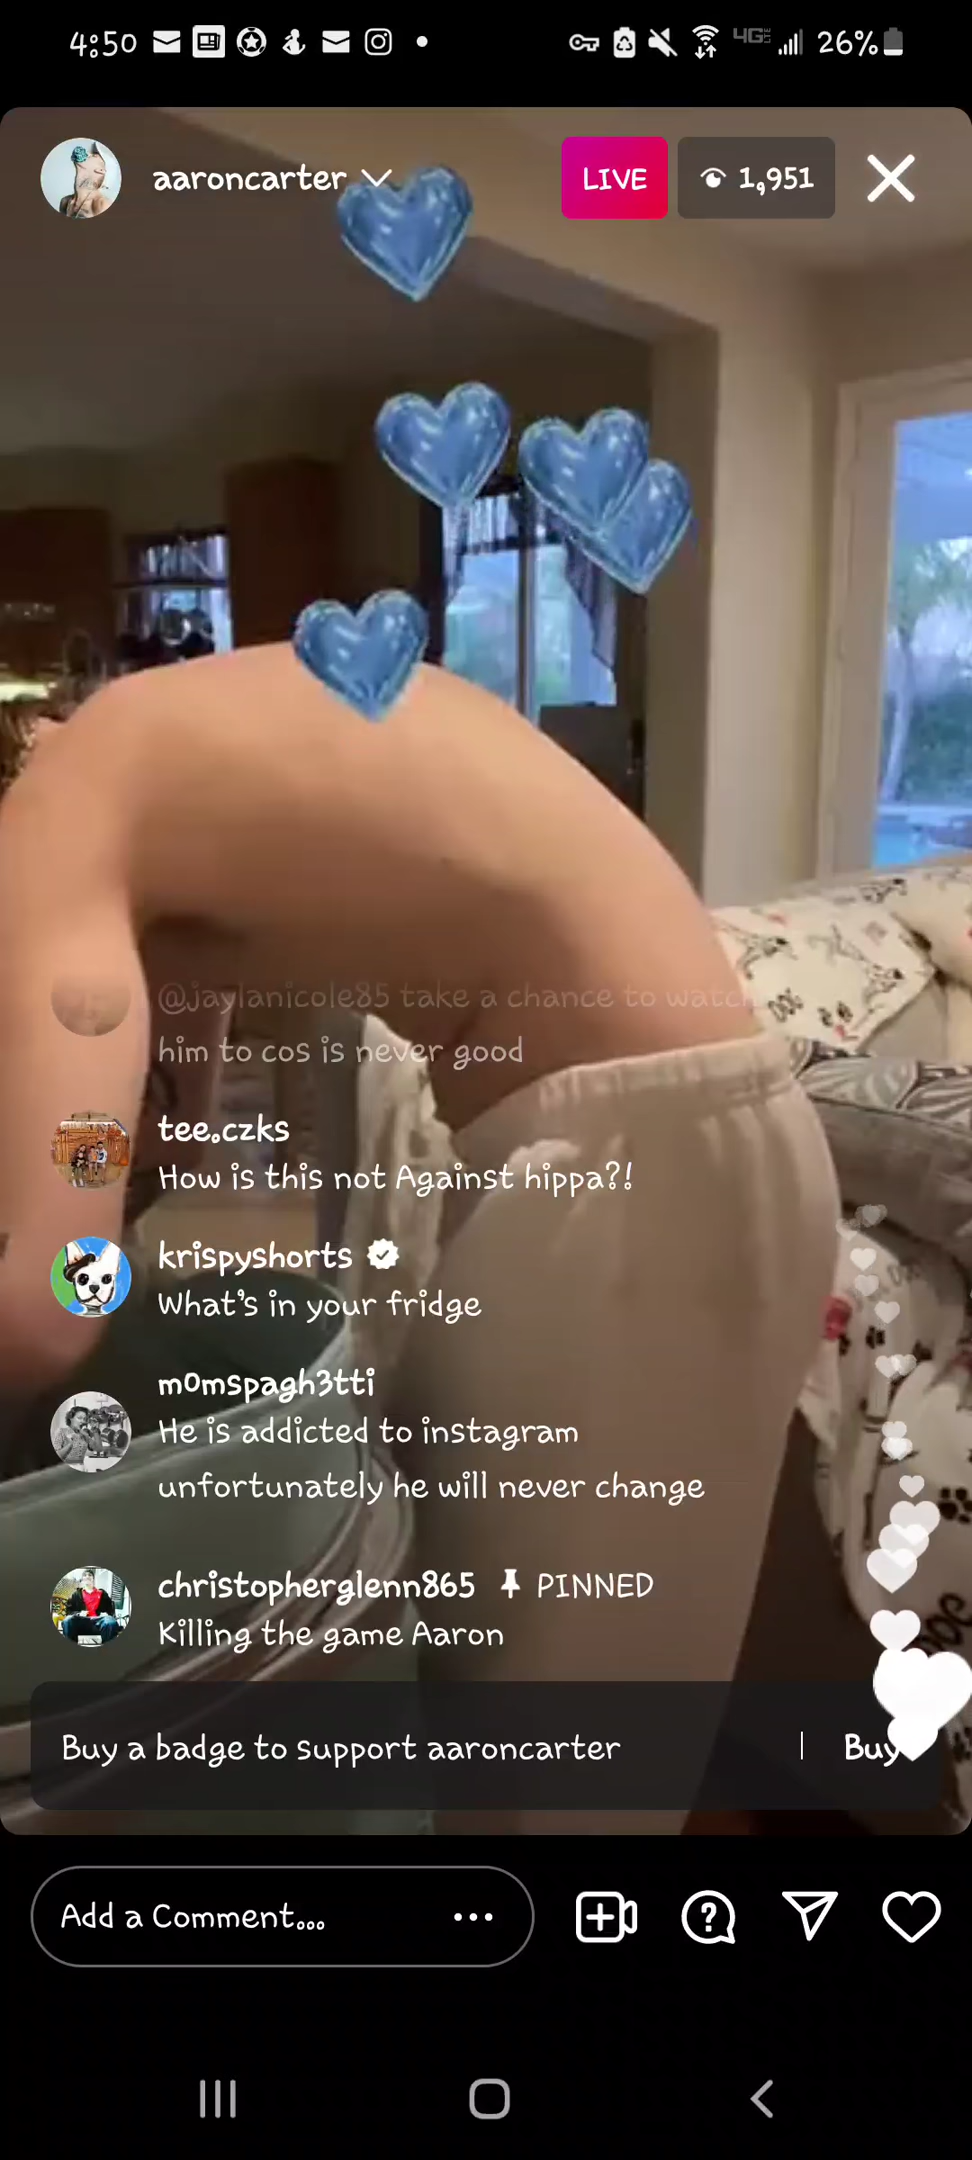 4:50
4G LTE
26%
aaroncarter
LIVE
1,951
@jaylanicole85 take a chance to watch
him to cos is never good
tee.czks
How is this not Against hippa?!
krispyshorts
What's in your fridge
m0mspagh3tti
He is addicted to instagram
unfortunately he will never change
christopherglenn865 PINNED
Killing the game Aaron
Buy a badge to support aaroncarter | Buy
Add a Comment...